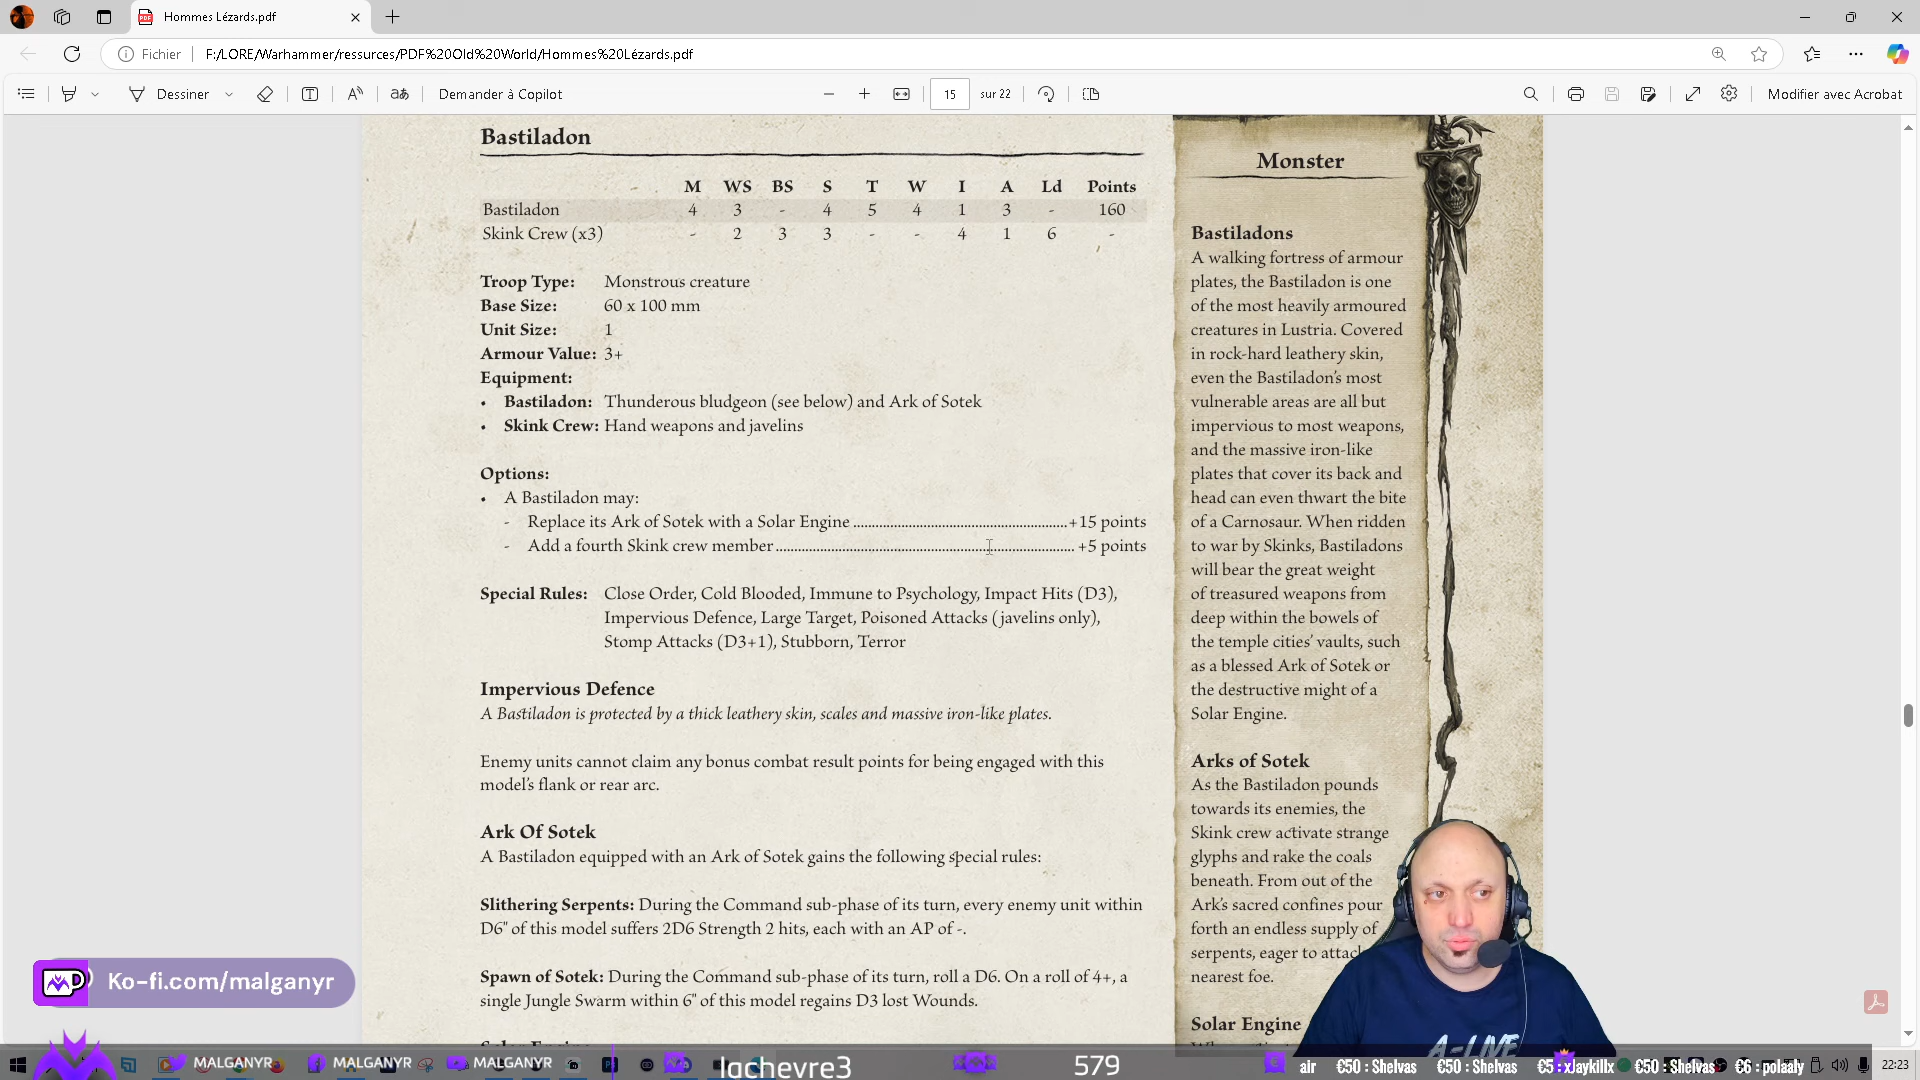 Hommes Lézards.pdf
Fichier
F:/LORE/Warhammer/ressures/PDF%20Old%20World/Hommes%20Lézards.pdf
Dessiner
Demander à Copilot
15
sur 22
Modifier avec Acrobat
Bastiladon
M WS BS S T W I A Ld Points
Bastiladon 4 3 - 4 5 4 1 3 - 160
Skink Crew (x3) - 2 3 3 - - 4 1 6 -
Troop Type: Monstrous creature
Base Size: 60 x 100 mm
Unit Size: 1
Armour Value: 3+
Equipment:
• Bastiladon: Thunderous bludgeon (see below) and Ark of Sotek
• Skink Crew: Hand weapons and javelins
Options:
• A Bastiladon may:
- Replace its Ark of Sotek with a Solar Engine ..... +15 points
- Add a fourth Skink crew member ..... +5 points
Special Rules: Close Order, Cold Blooded, Immune to Psychology, Impact Hits (D3),
Impervious Defence, Large Target, Poisoned Attacks (javelins only),
Stomp Attacks (D3+1), Stubborn, Terror
Impervious Defence
A Bastiladon is protected by a thick leathery skin, scales and massive iron-like plates.
Enemy units cannot claim any bonus combat result points for being engaged with this
model's flank or rear arc.
Ark Of Sotek
A Bastiladon equipped with an Ark of Sotek gains the following special rules:
Slithering Serpents: During the Command sub-phase of its turn, every enemy unit within
D6" of this model suffers 2D6 Strength 2 hits, each with an AP of -.
Spawn of Sotek: During the Command sub-phase of its turn, roll a D6. On a roll of 4+, a
single Jungle Swarm within 6" of this model regains D3 lost Wounds.
Monster
Bastiladons
A walking fortress of armour
plates, the Bastiladon is one
of the most heavily armoured
creatures in Lustria. Covered
in rock-hard leathery skin,
even the Bastiladon's most
vulnerable areas are all but
impervious to most weapons,
and the massive iron-like
plates that cover its back and
head can even thwart the bite
of a Carnosaur. When ridden
to war by Skinks, Bastiladons
will bear the great weight
of treasured weapons from
deep within the bowels of
the temple cities' vaults, such
as a blessed Ark of Sotek or
the destructive might of a
Solar Engine.
Arks of Sotek
As the Bastiladon pounds
towards its enemies, the
Skink crew activate strange
glyphs and rake the coals
beneath. From out of the
Ark's sacred confines pour
forth an endless supply of
serpents, eager to attac
nearest foe.
Solar Engine
Ko-fi.com/malganyr
A-LIVE
MALGANYR
MALGANYR
MALGANYR
lachevre3
579
air
€50 : Shelvas
€50 : Shelvas
€5 : xJaykillx
€50 : Shelvas
€6 : polaaly
22:23